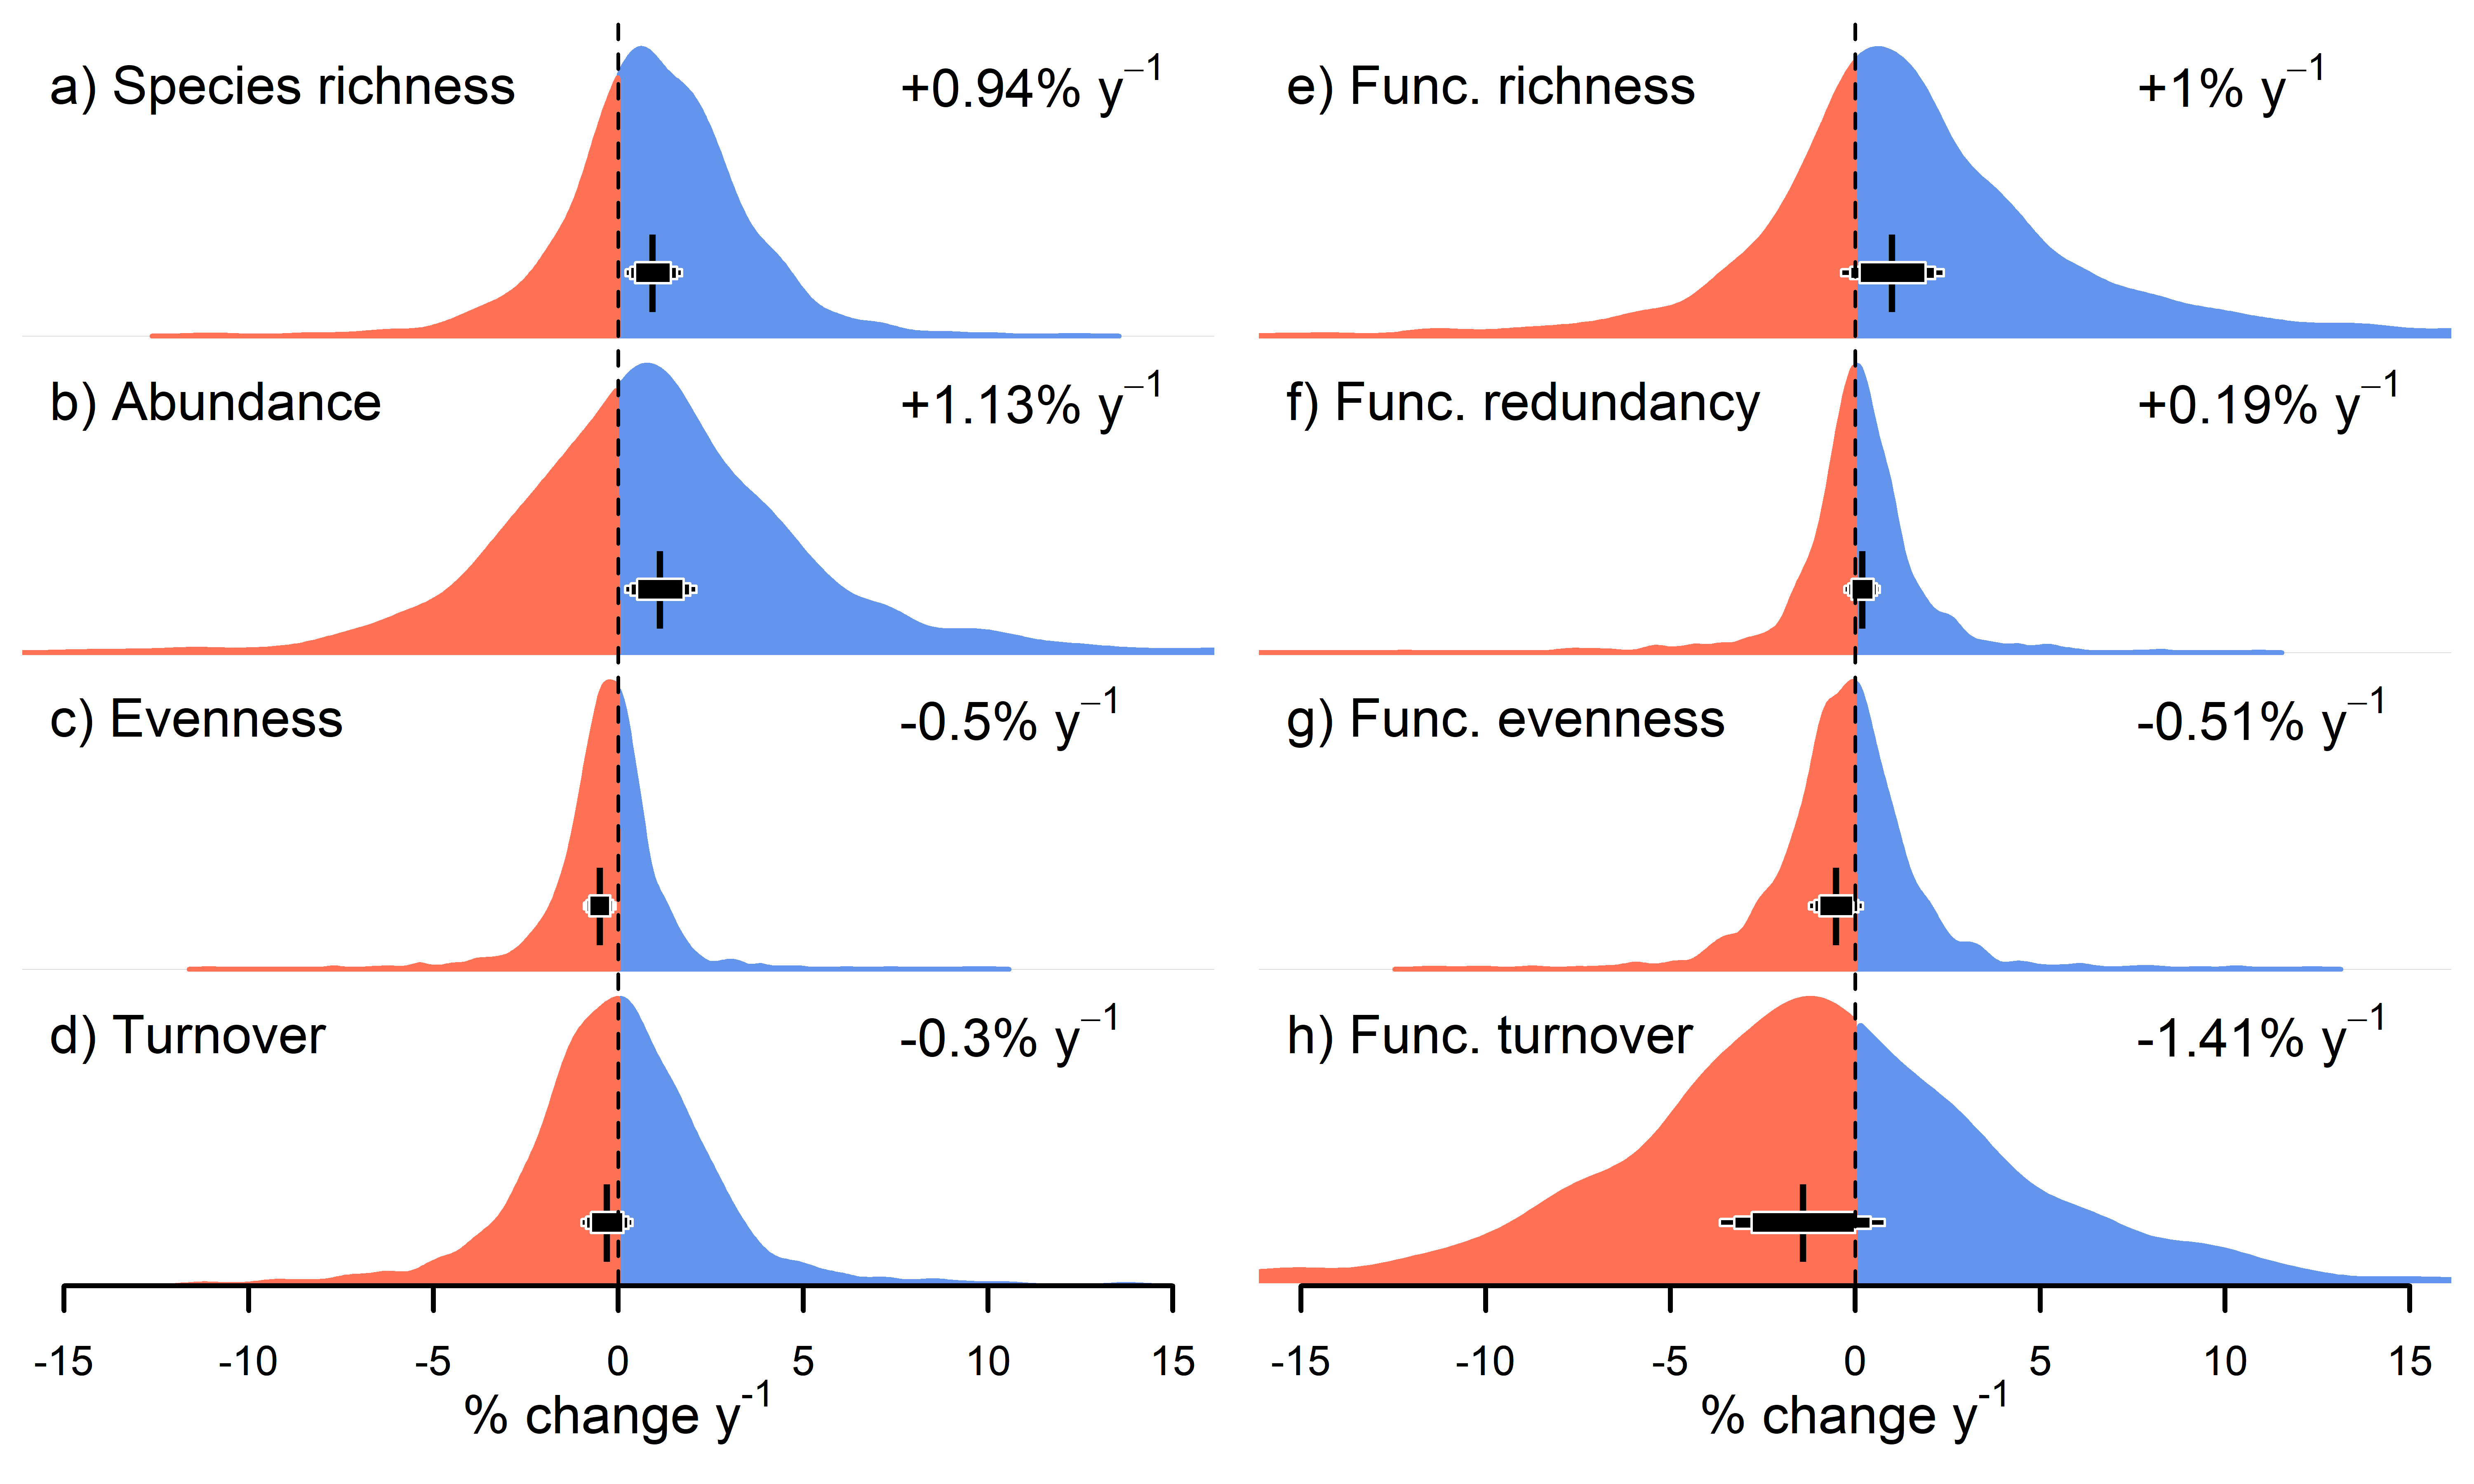 a) Species richness +0.94% y⁻¹
b) Abundance +1.13% y⁻¹
c) Evenness -0.5% y⁻¹
d) Turnover -0.3% y⁻¹
-15 -10 -5 0 5 10 15
% change y⁻¹
e) Func. richness +1% y⁻¹
f) Func. redundancy +0.19% y⁻¹
g) Func. evenness -0.51% y⁻¹
h) Func. turnover -1.41% y⁻¹
-15 -10 -5 0 5 10 15
% change y⁻¹